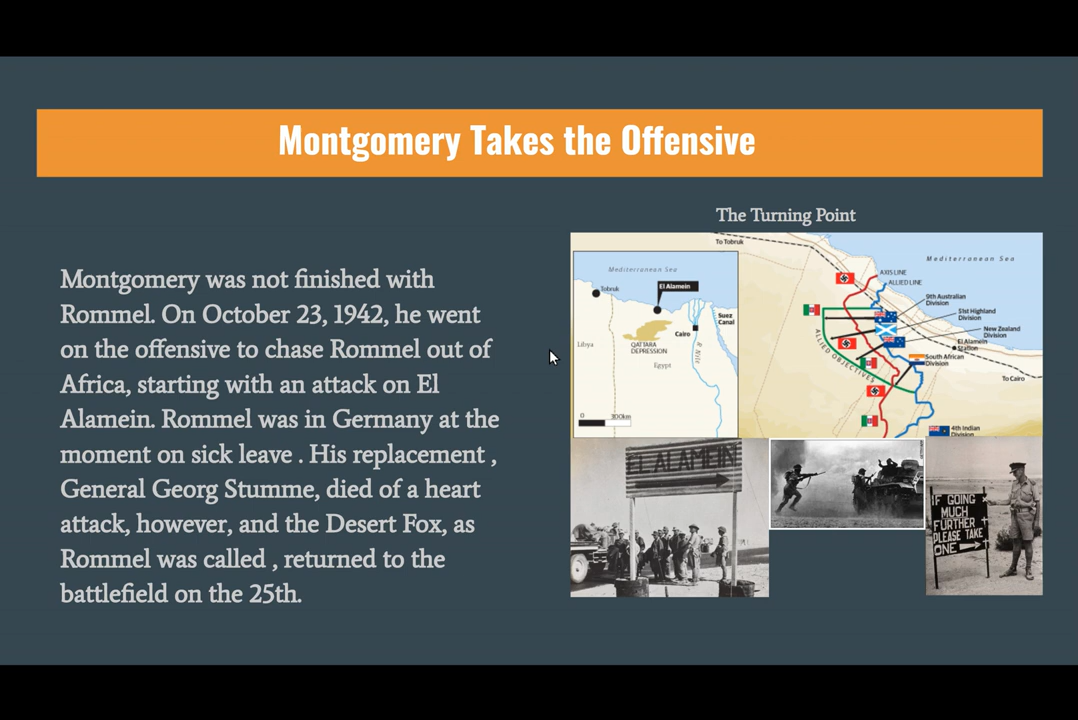 Montgomery Takes the Offensive
Montgomery was not finished with
Rommel. On October 23, 1942, he went
on the offensive to chase Rommel out of
Africa, starting with an attack on El
Alamein. Rommel was in Germany at the
moment on sick leave . His replacement ,
General Georg Stumme, died of a heart
attack, however, and the Desert Fox, as
Rommel was called , returned to the
battlefield on the 25th.
The Turning Point
To Tobruk
Mediterranean Sea
Tobruk
El Alamein
Cairo
Suez
Canal
Libya
QATTARA
DEPRESSION
Egypt
R Nile
0 300km
Mediterranean Sea
AXIS LINE
ALLIED LINE
9th Australian
Division
51st Highland
Division
New Zealand
Division
El Alamein
Station
South African
Division
To Cairo
ALLIED OBJECTIVES
4th Indian
Division
EL ALAMEIN
IF GOING
MUCH
FURTHER
PLEASE TAKE
ONE